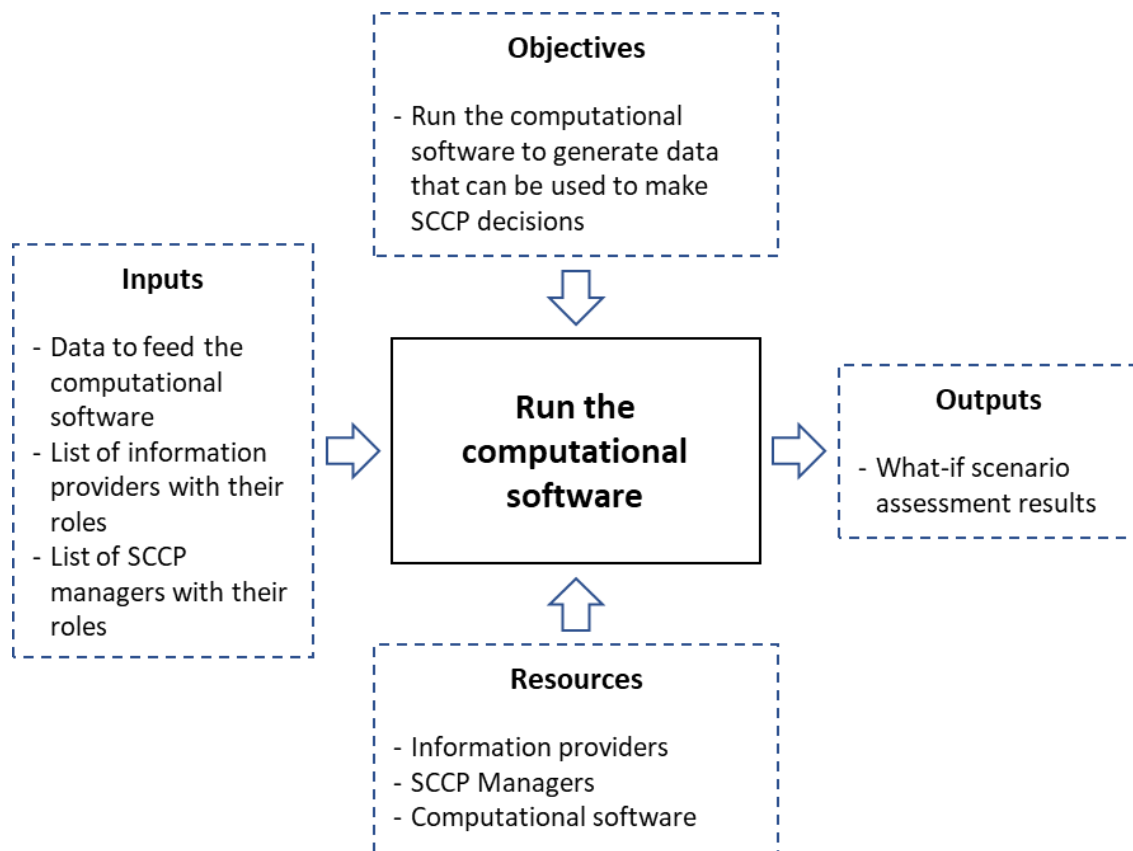 Objectives
- Run the computational
software to generate data
that can be used to make
SCCP decisions
Inputs
- Data to feed the
computational
software
- List of information
providers with their
roles
- List of SCCP
managers with their
roles
Run the
computational
software
Outputs
- What-if scenario
assessment results
Resources
- Information providers
- SCCP Managers
- Computational software